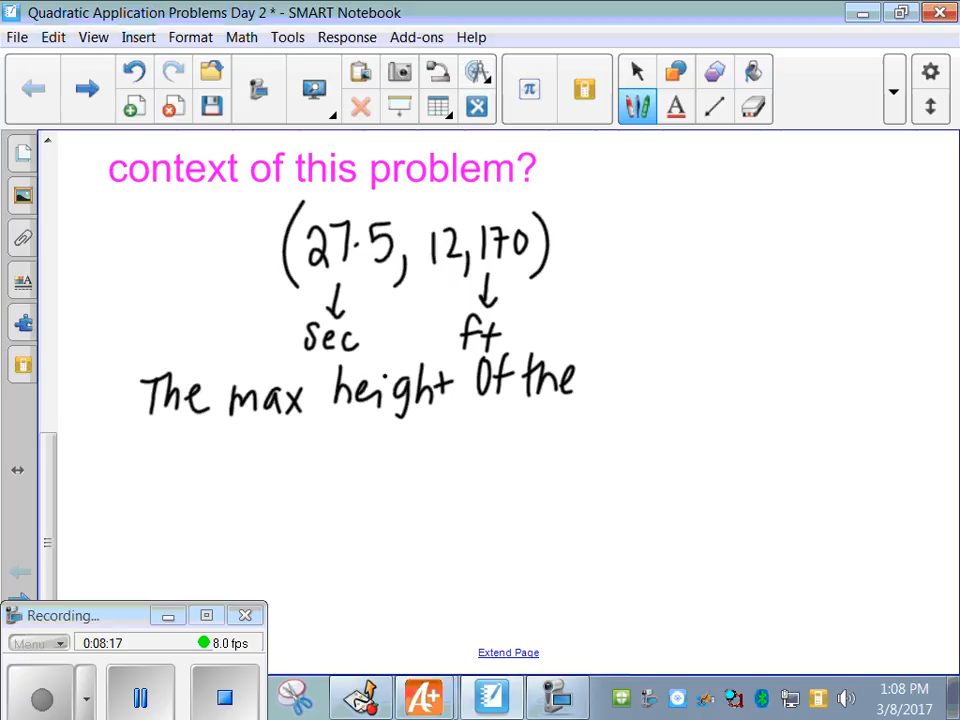 Quadratic Application Problems Day 2 * - SMART Notebook
File Edit View Insert Format Math Tools Response Add-ons Help
context of this problem?
(27.5, 12,170)
sec ft
The max height of the
Recording...
Menu 0:08:17 8.0 fps
Extend Page
1:08 PM
3/8/2017